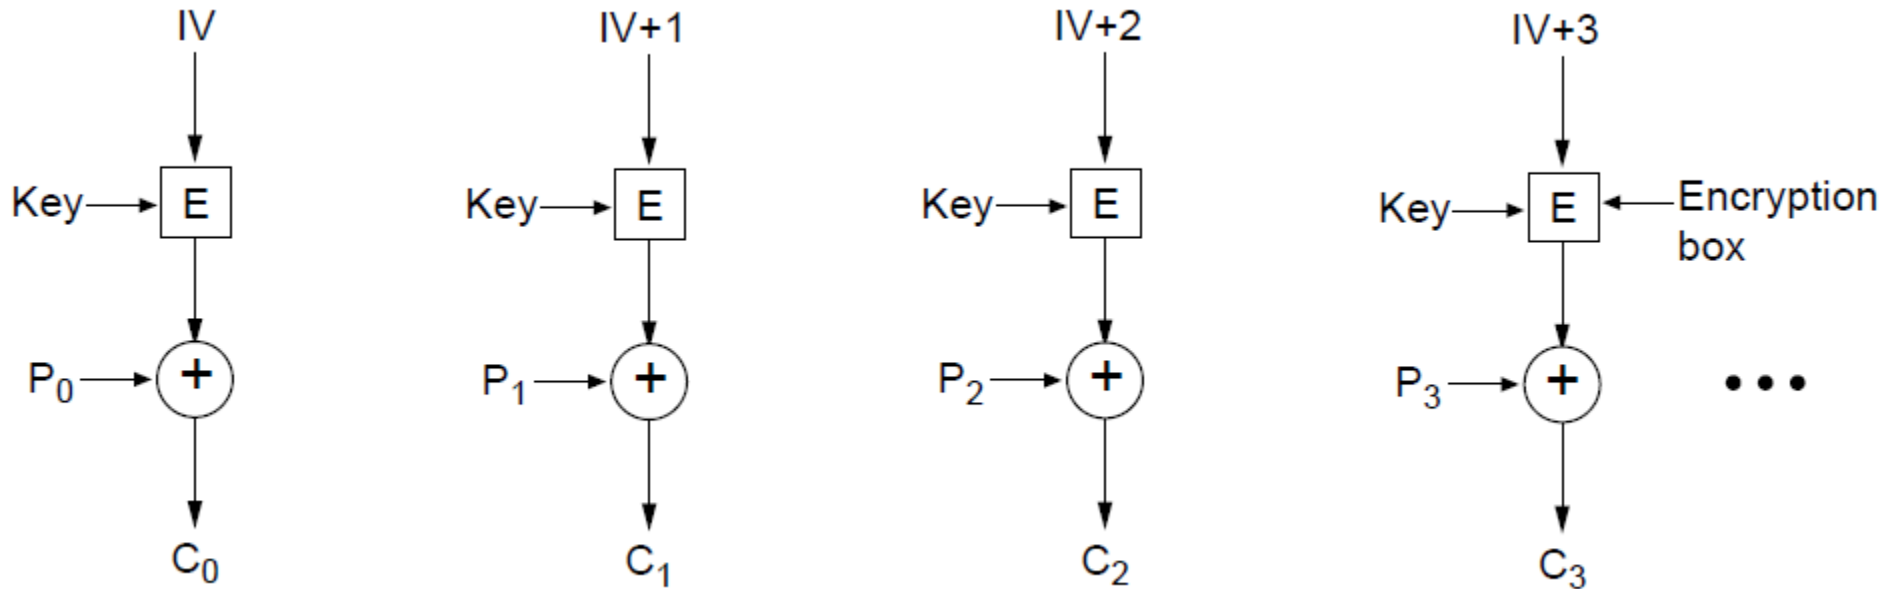 IV IV+1 IV+2 IV+3
Key E Key E Key E Key E Encryption
box
P0 + P1 + P2 + P3 + •••
C0 C1 C2 C3